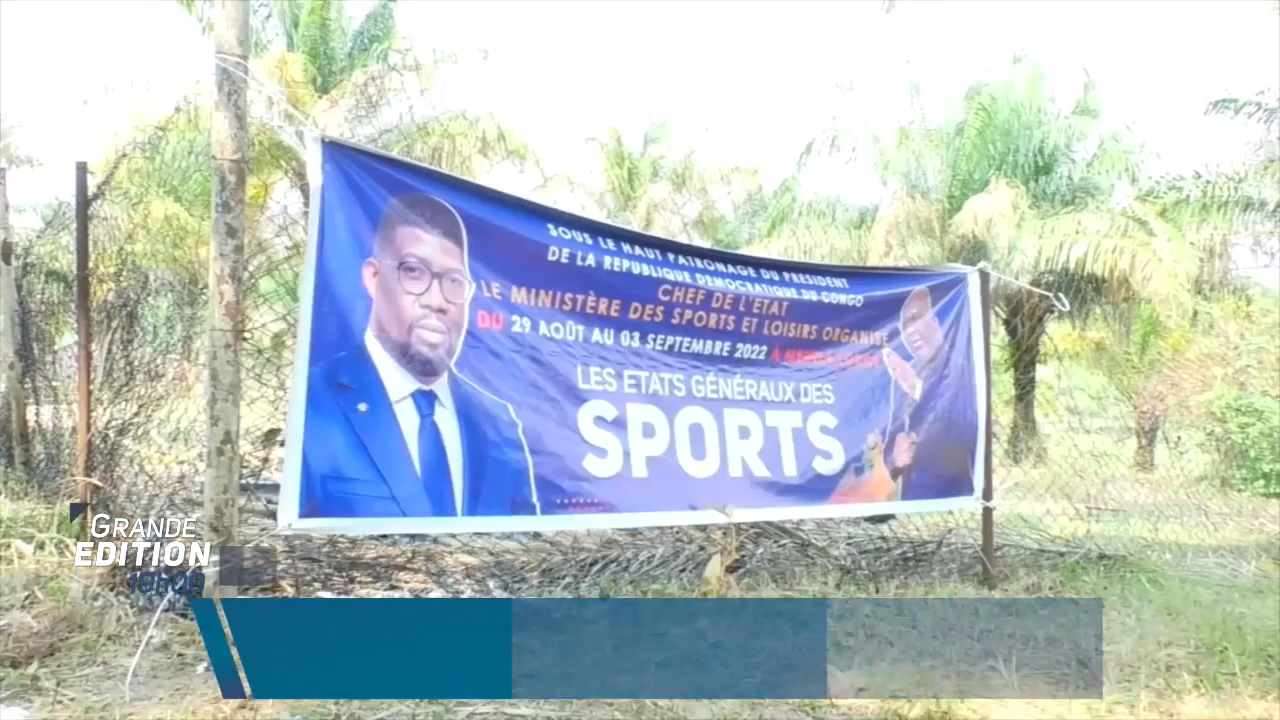 SOUS LE HAUT PATRONAGE DU PRESIDENT
DE LA REPUBLIQUE DEMOCRATIQUE DU CONGO
CHEF DE L'ETAT
LE MINISTÈRE DES SPORTS ET LOISIRS ORGANISE
DU 29 AOÛT AU 03 SEPTEMBRE 2022 À
LES ETATS GÉNÉRAUX DES
SPORTS
GRANDE
EDITION